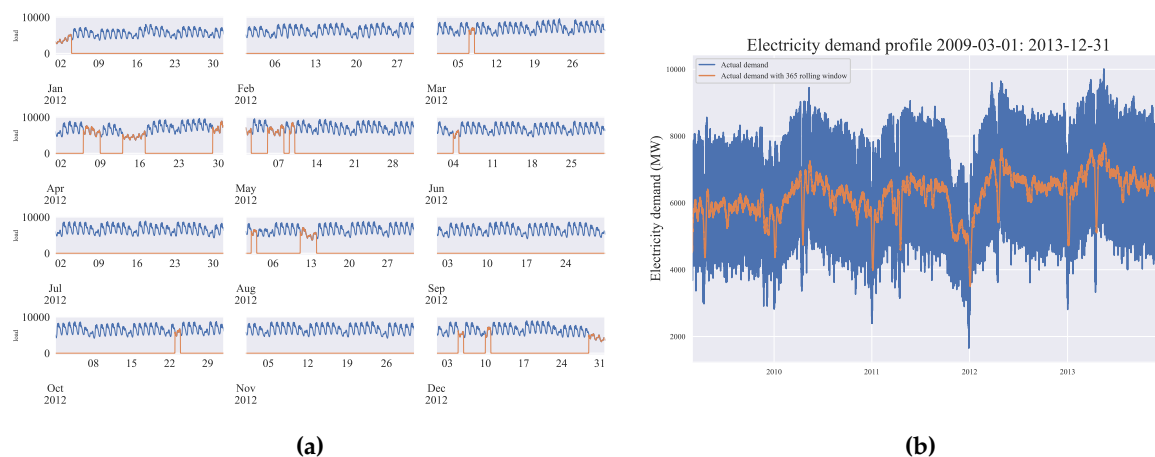 10000
load
0
02 09 16 23 30
06 13 20 27
05 12 19 26
Jan
2012
Feb
2012
Mar
2012
10000
load
0
02 09 16 23 30
07 14 21 28
04 11 18 25
Apr
2012
May
2012
Jun
2012
10000
load
0
02 09 16 23 30
06 13 20 27
03 10 17 24
Jul
2012
Aug
2012
Sep
2012
10000
load
0
08 15 22 29
05 12 19 26
03 10 17 24 31
Oct
2012
Nov
2012
Dec
2012
(a)
Electricity demand profile 2009-03-01: 2013-12-31
Actual demand
Actual demand with 365 rolling window
Electricity demand (MW)
10000
8000
6000
4000
2000
2010 2011 2012 2013
(b)